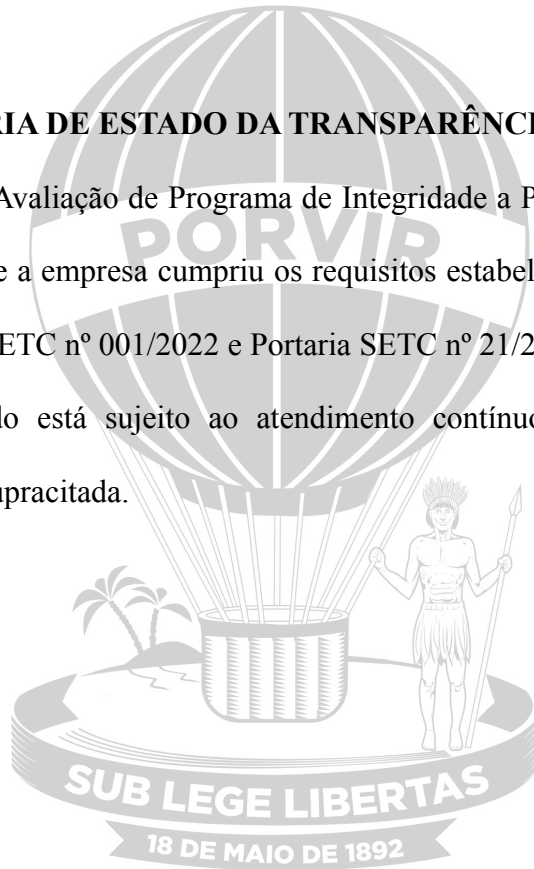 RIA DE ESTADO DA TRANSPARÊNCI
Avaliação de Programa de Integridade a P
e a empresa cumpriu os requisitos estabel
ETC nº 001/2022 e Portaria SETC nº 21/2
lo está sujeito ao atendimento contínuo
upracitada.
PORVIR
SUB LEGE LIBERTAS
18 DE MAIO DE 1892